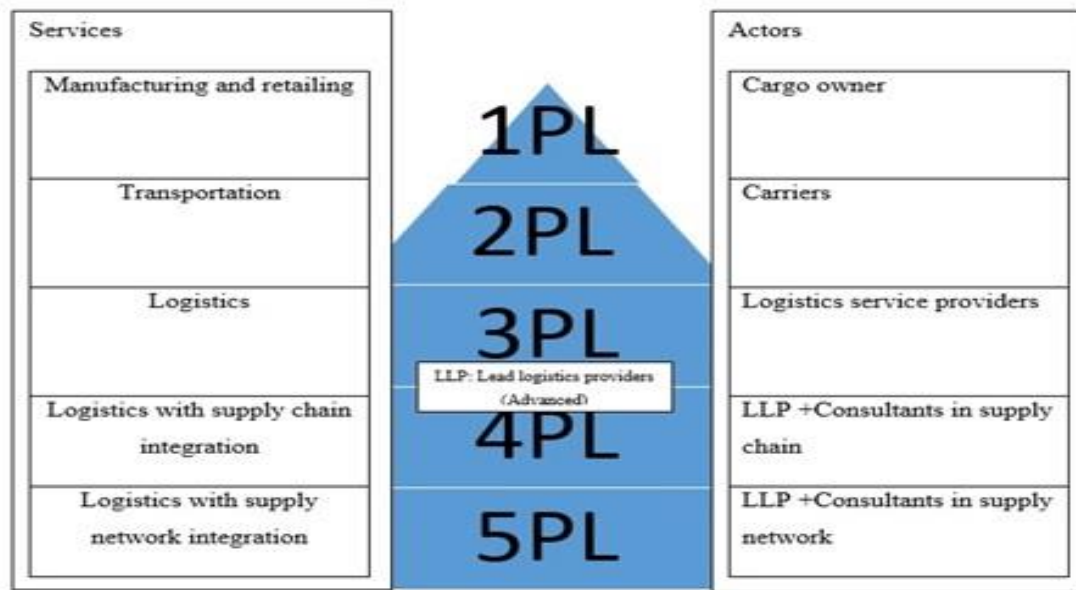 Services
Manufacturing and retailing
Transportation
Logistics
Logistics with supply chain
integration
Logistics with supply
network integration
1PL
2PL
3PL
LLP: Lead logistics providers
(Advanced)
4PL
5PL
Actors
Cargo owner
Carriers
Logistics service providers
LLP +Consultants in supply
chain
LLP +Consultants in supply
network